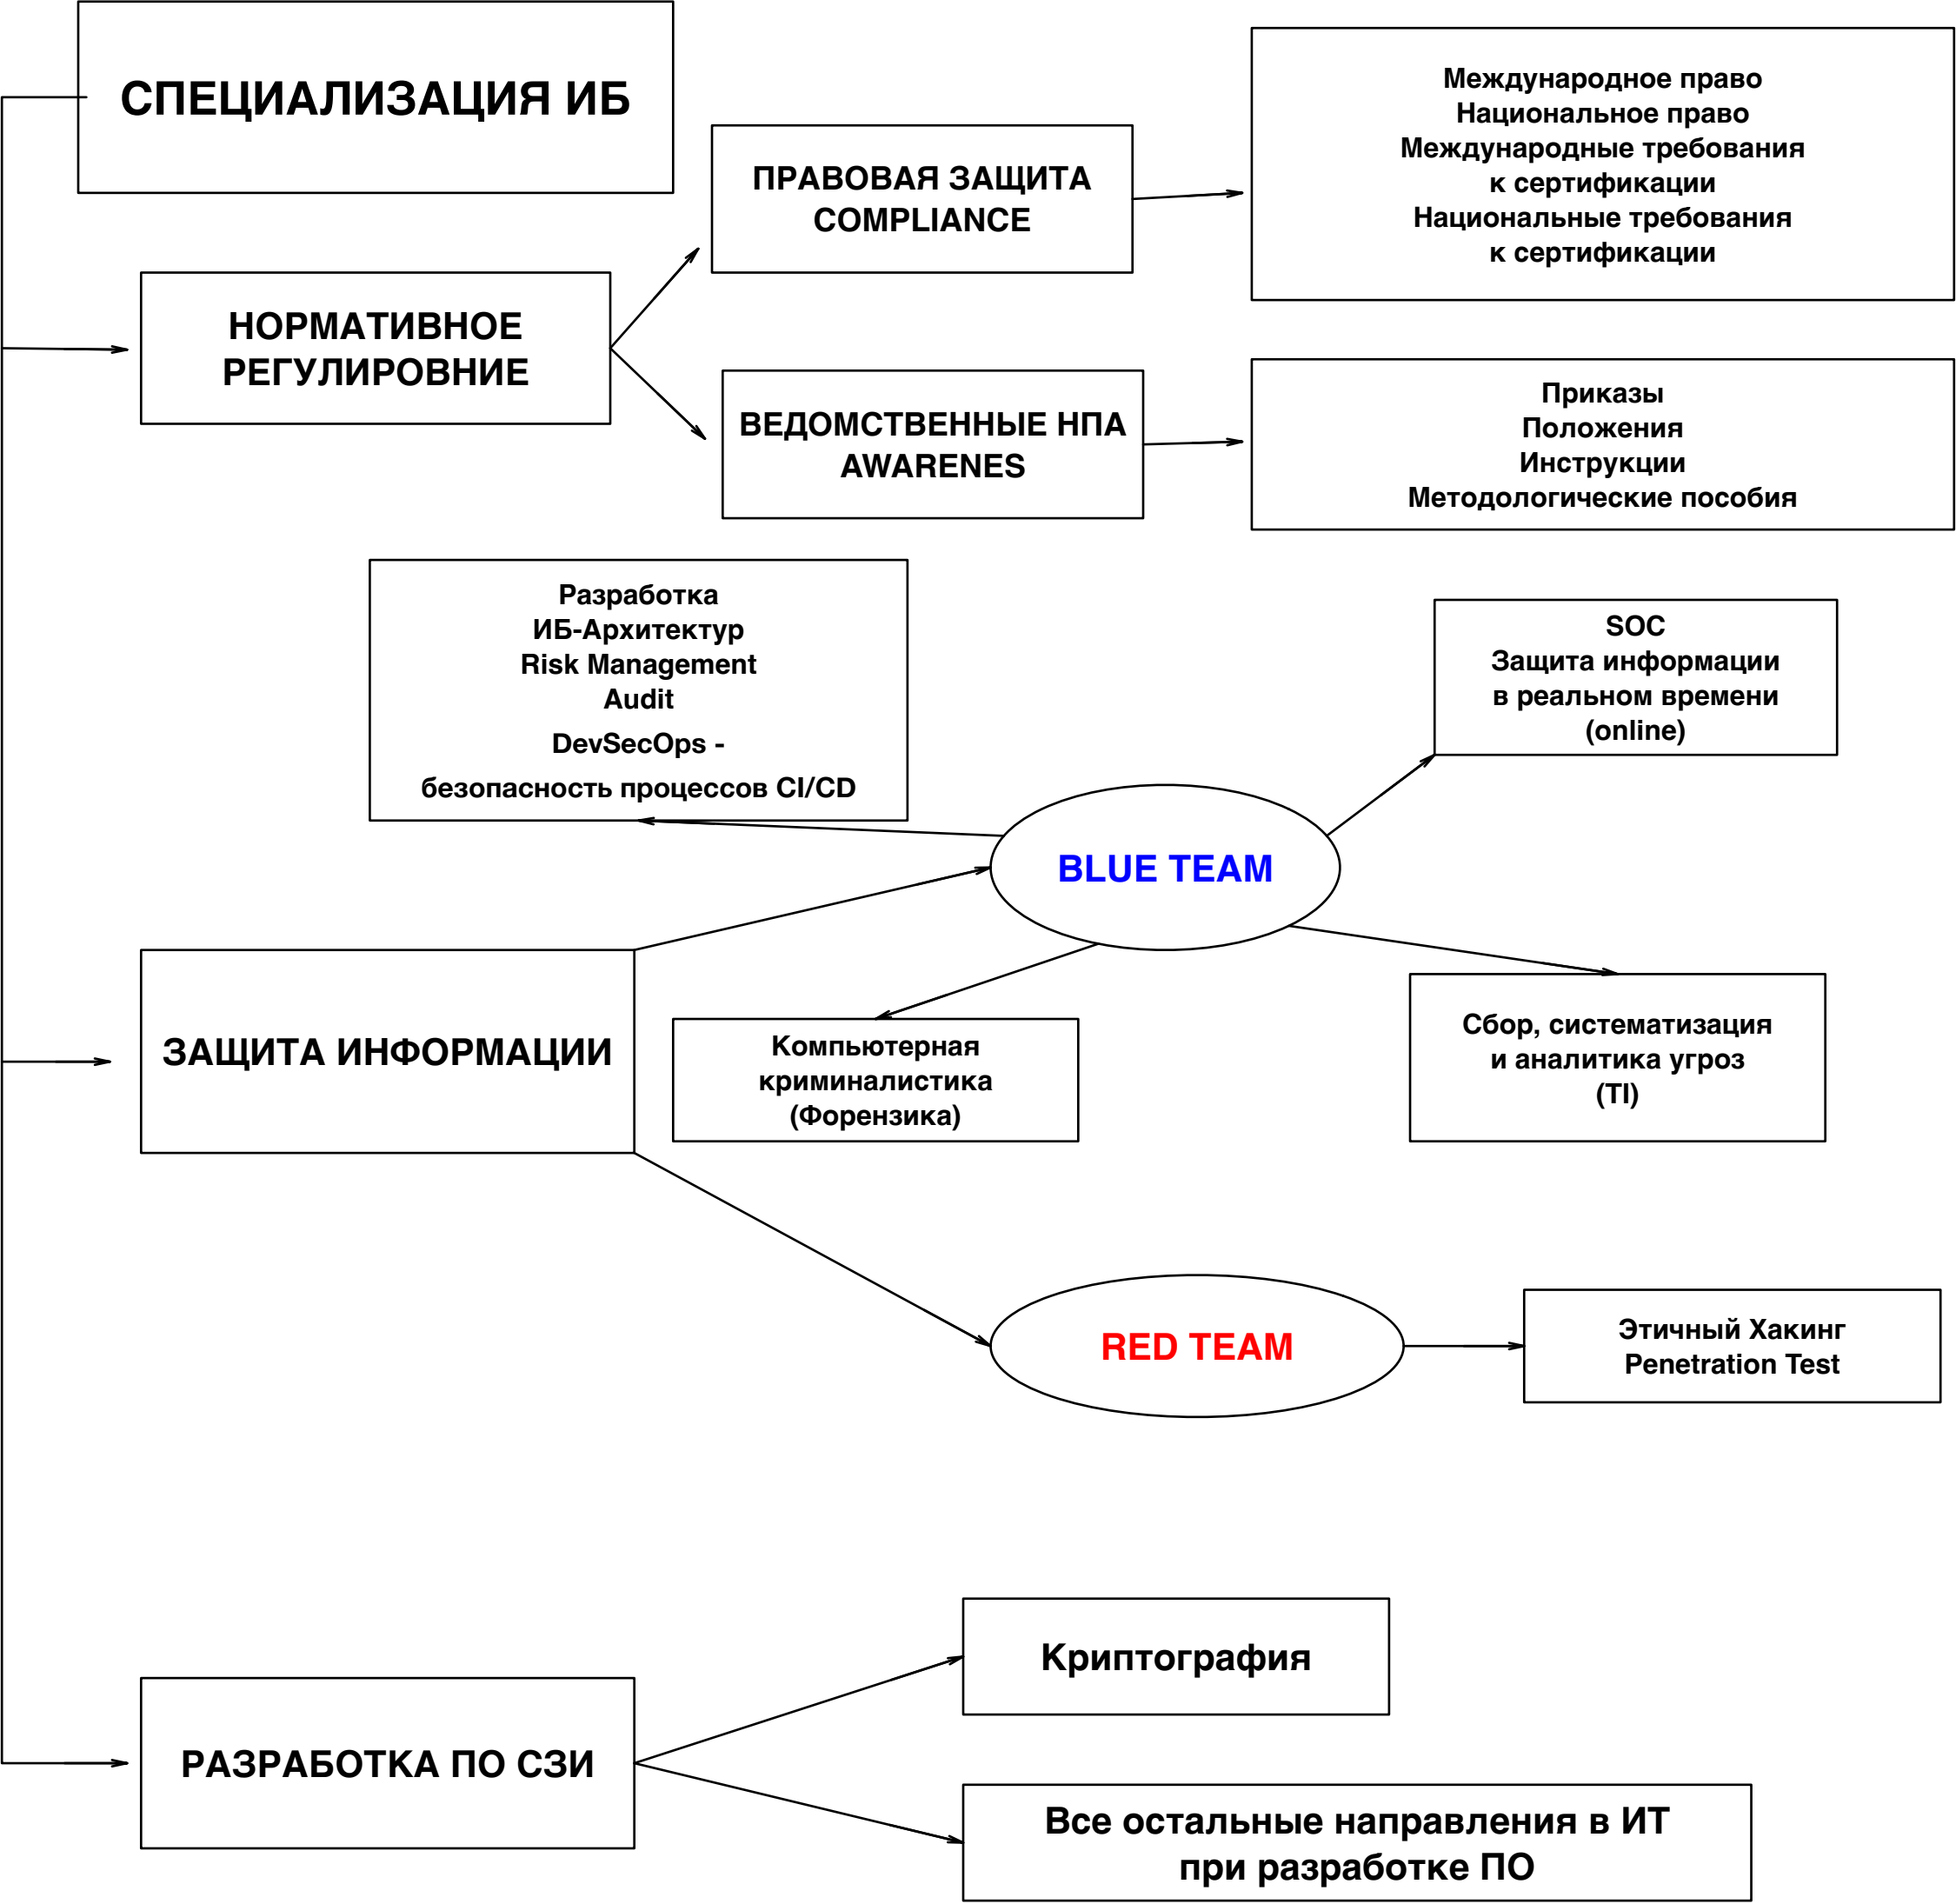 СПЕЦИАЛИЗАЦИЯ ИБ
Международное право
Национальное право
Международные требования
к сертификации
Национальные требования
к сертификации
ПРАВОВАЯ ЗАЩИТА
COMPLIANCE
НОРМАТИВНОЕ
РЕГУЛИРОВНИЕ
ВЕДОМСТВЕННЫЕ НПА
AWARENES
Приказы
Положения
Инструкции
Методологические пособия
Разработка
ИБ-Архитектур
Risk Management
Audit
DevSecOps -
безопасность процессов CI/CD
SOC
Защита информации
в реальном времени
(online)
BLUE TEAM
ЗАЩИТА ИНФОРМАЦИИ
Компьютерная
криминалистика
(Форензика)
Сбор, систематизация
и аналитика угроз
(TI)
RED TEAM
Этичный Хакинг
Penetration Test
Криптография
РАЗРАБОТКА ПО СЗИ
Все остальные направления в ИТ
при разработке ПО